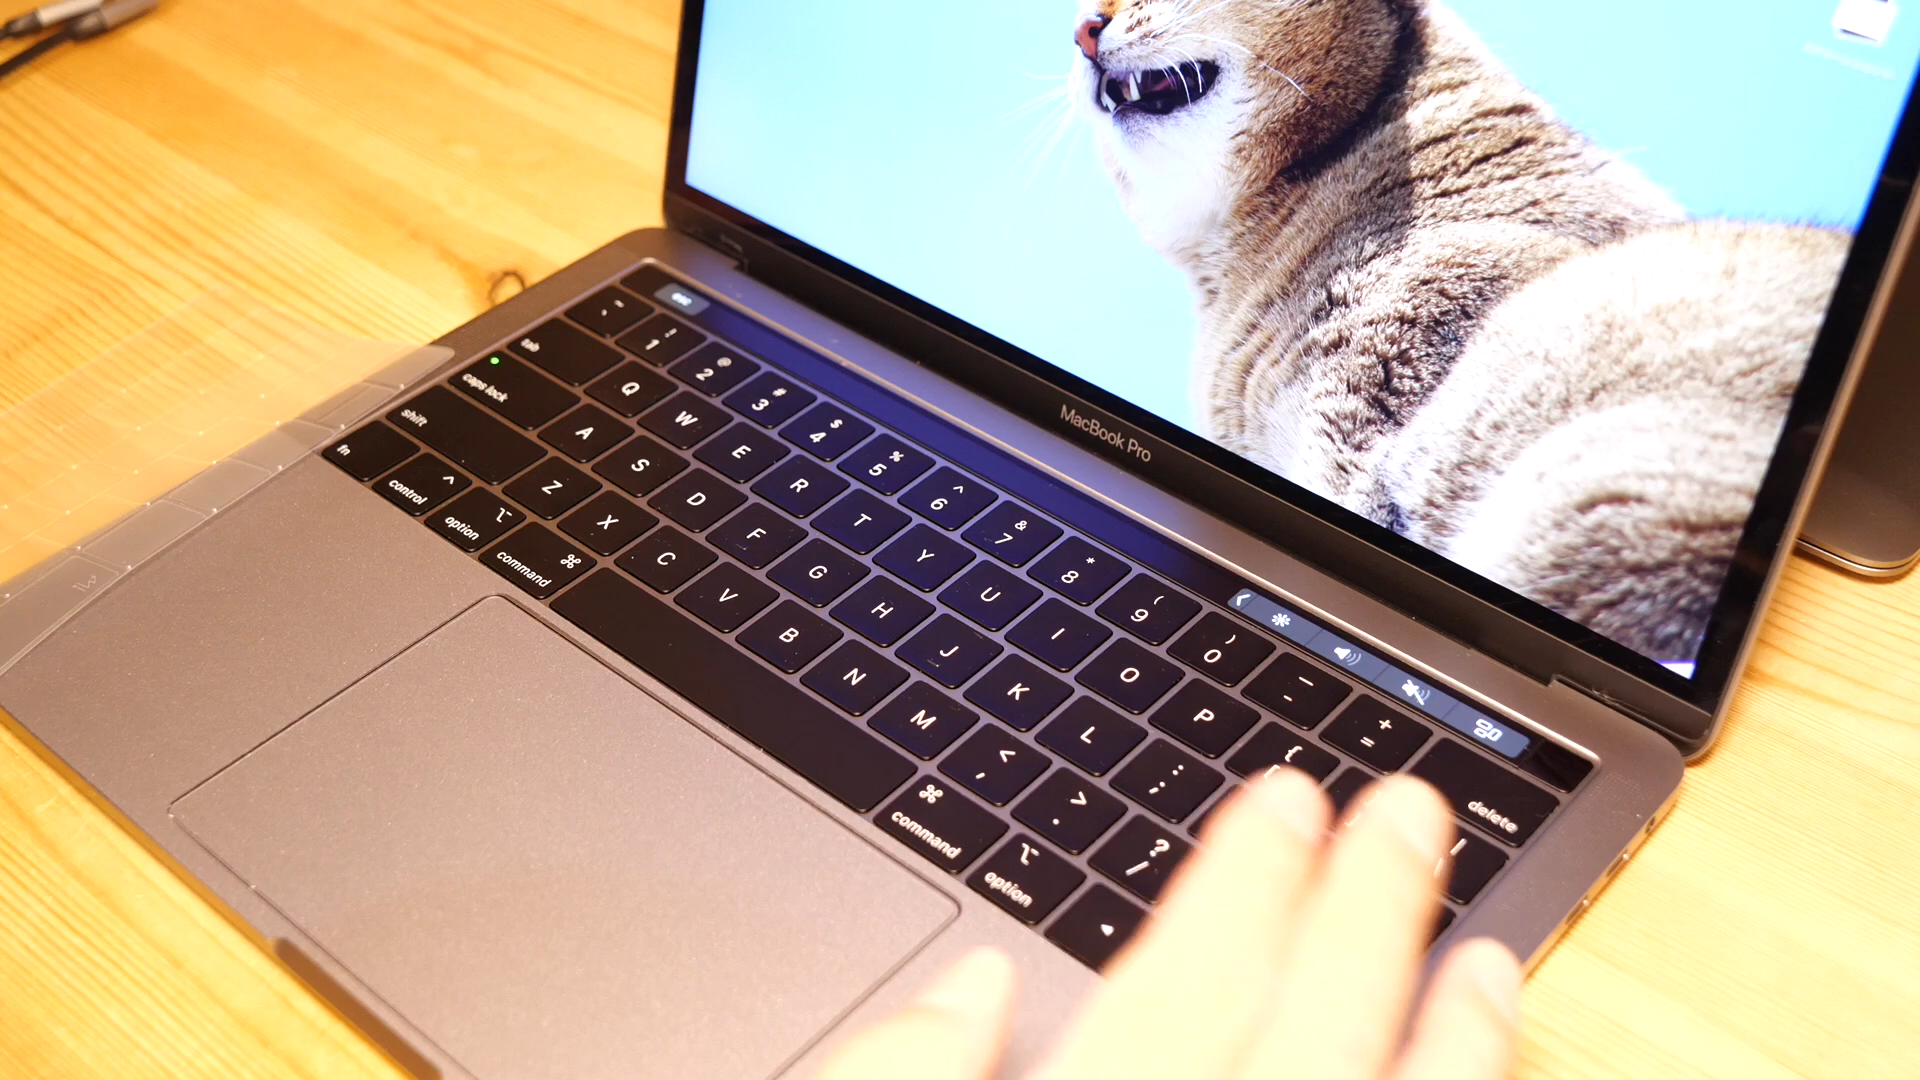 MacBook Pro
esc
~ `
! 1
@ 2
# 3
$ 4
% 5
^ 6
& 7
* 8
( 9
) 0
_ -
+ =
delete
tab
Q W E R T Y U I O P {
caps lock
A S D F G H J K L : ;
shift
Z X C V B N M < , > . ? /
fn
control ^
option ⌥
command ⌘
⌘ command
⌥ option
◀